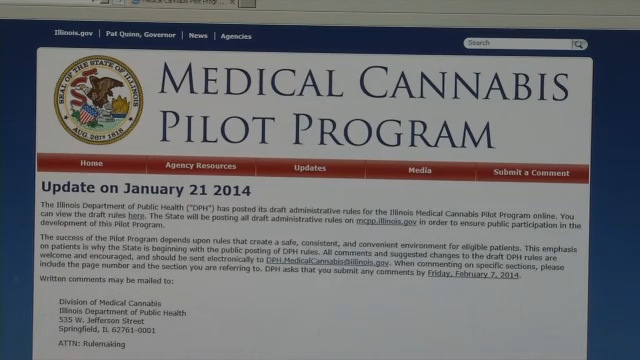 Medical Cannabis Pilot Prog...
Illinois.gov | Pat Quinn, Governor | News | Agencies
Search
SEAL OF THE STATE OF ILLINOIS
AUG. 26TH 1818
MEDICAL CANNABIS
PILOT PROGRAM
Home
Agency Resources
Updates
Media
Submit a Comment
Update on January 21 2014
The Illinois Department of Public Health ("DPH") has posted its draft administrative rules for the Illinois Medical Cannabis Pilot Program online. You
can view the draft rules here. The State will be posting all draft administrative rules on mcpp.illinois.gov in order to ensure public participation in the
development of this Pilot Program.
The success of the Pilot Program depends upon rules that create a safe, consistent, and convenient environment for eligible patients. This emphasis
on patients is why the State is beginning with the public posting of DPH rules. All comments and suggested changes to the draft DPH rules are
welcome and encouraged, and should be sent electronically to DPH.MedicalCannabis@illinois.gov. When commenting on specific sections, please
include the page number and the section you are referring to. DPH asks that you submit any comments by Friday, February 7, 2014.
Written comments may be mailed to:
Division of Medical Cannabis
Illinois Department of Public Health
535 W. Jefferson Street
Springfield, IL 62761-0001
ATTN: Rulemaking